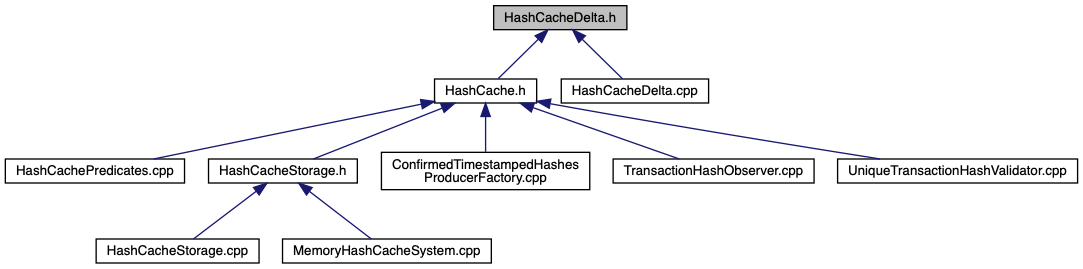 HashCacheDelta.h
HashCache.h
HashCacheDelta.cpp
HashCachePredicates.cpp
HashCacheStorage.h
ConfirmedTimestampedHashes
ProducerFactory.cpp
TransactionHashObserver.cpp
UniqueTransactionHashValidator.cpp
HashCacheStorage.cpp
MemoryHashCacheSystem.cpp